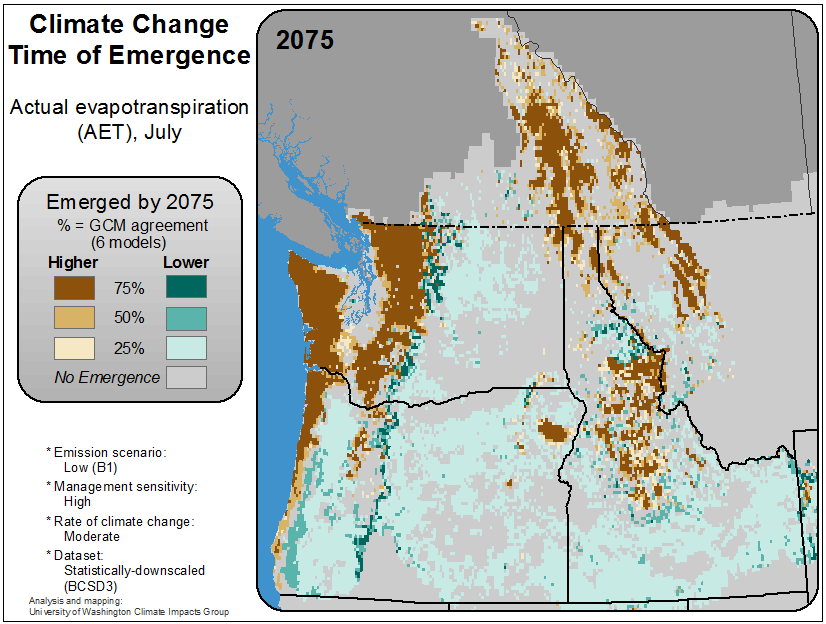 Climate Change
Time of Emergence
Actual evapotranspiration
(AET), July
Emerged by 2075
% = GCM agreement
(6 models)
Higher Lower
75%
50%
25%
No Emergence
* Emission scenario:
Low (B1)
* Management sensitivity:
High
* Rate of climate change:
Moderate
* Dataset:
Statistically-downscaled
(BCSD3)
Analysis and mapping:
University of Washington Climate Impacts Group
2075